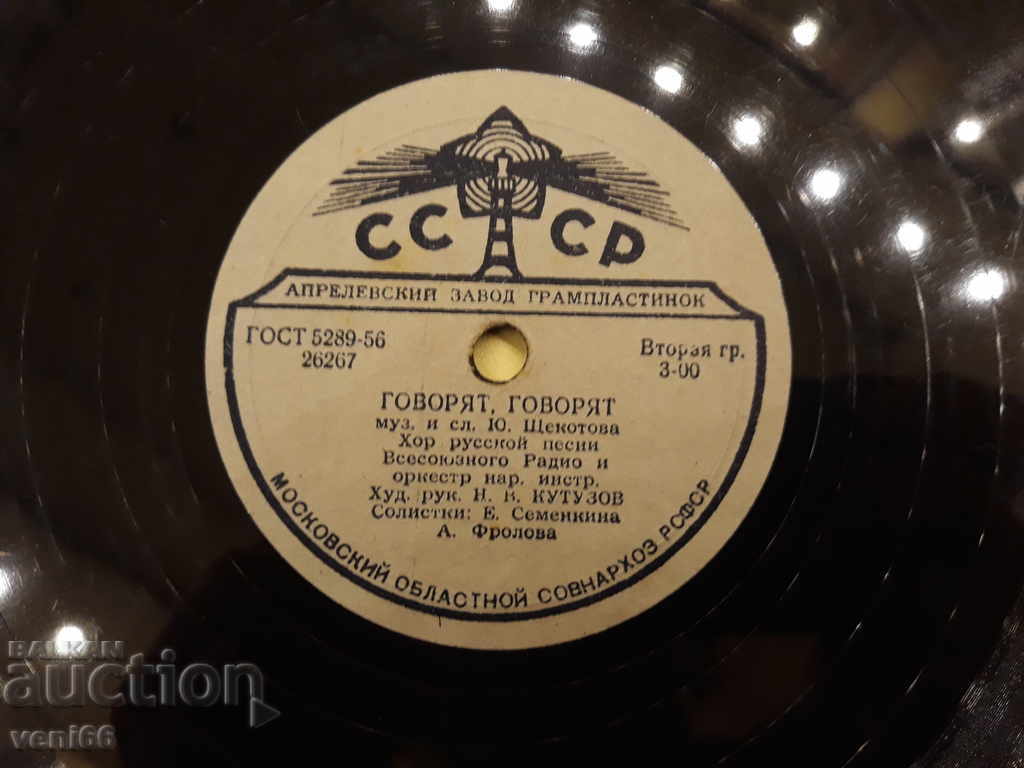 СССР
АПРЕЛЕВСКИЙ ЗАВОД ГРАМПЛАСТИНОК
ГОСТ 5289-56
26267
Вторая гр.
3-00
ГОВОРЯТ, ГОВОРЯТ
муз. и сл. Ю. Щекотова
Хор русской песни
Всесоюзного Радио и
оркестр нар. инстр.
Худ. рук. Н. В. КУТУЗОВ
Солистки: Е. Семенкина
А. Фролова
МОСКОВСКИЙ ОБЛАСТНОЙ СОВНАРХОЗ РСФСР
BALKAN
auction
veni66